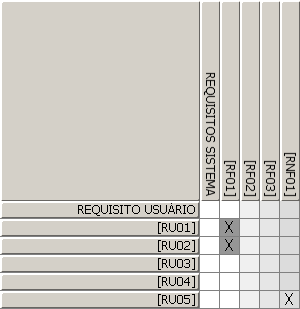 REQUISITOS SISTEMA
[RF01]
[RF02]
[RF03]
[RNF01]
REQUISITO USUÁRIO
[RU01] X
[RU02] X
[RU03]
[RU04]
[RU05] X